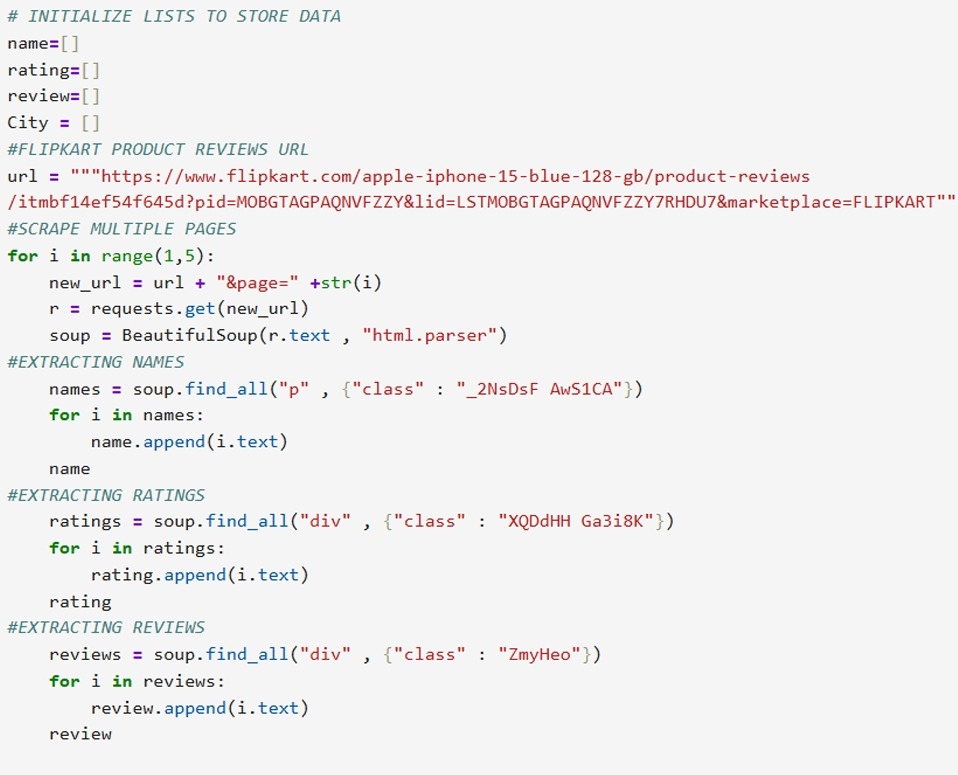 # INITIALIZE LISTS TO STORE DATA
name=[]
rating=[]
review=[]
City = []
#FLIPKART PRODUCT REVIEWS URL
url = """https://www.flipkart.com/apple-iphone-15-blue-128-gb/product-reviews
/itmbf14ef54f645d?pid=MOBGTAGPAQNVFZZY&lid=LSTMOBGTAGPAQNVFZZY7RHDU7&marketplace=FLIPKART""
#SCRAPE MULTIPLE PAGES
for i in range(1,5):
    new_url = url + "&page=" +str(i)
    r = requests.get(new_url)
    soup = BeautifulSoup(r.text , "html.parser")
#EXTRACTING NAMES
    names = soup.find_all("p" , {"class" : "_2NsDsF AwS1CA"})
    for i in names:
        name.append(i.text)
    name
#EXTRACTING RATINGS
    ratings = soup.find_all("div" , {"class" : "XQDdHH Ga3i8K"})
    for i in ratings:
        rating.append(i.text)
    rating
#EXTRACTING REVIEWS
    reviews = soup.find_all("div" , {"class" : "ZmyHeo"})
    for i in reviews:
        review.append(i.text)
    review